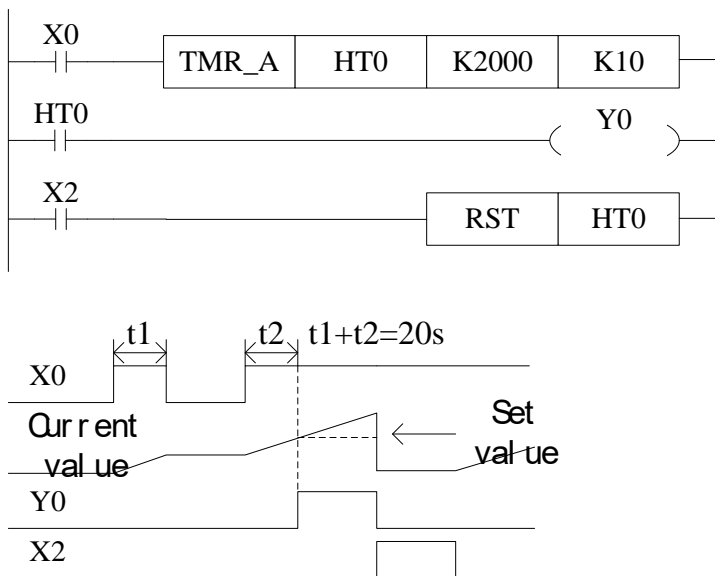 X0
TMR_A HT0 K2000 K10
HT0 Y0
X2
RST HT0
t1 t2 t1+t2=20s
X0
Current Set
value value
Y0
X2